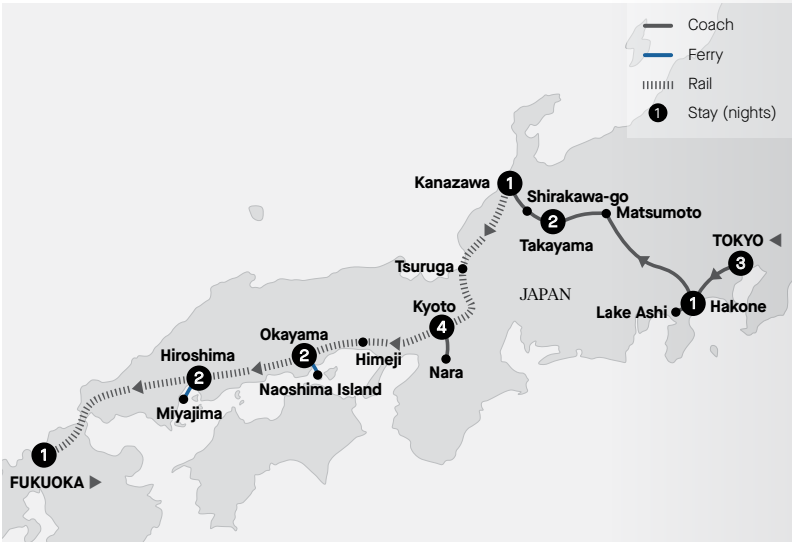 Coach
Ferry
Rail
1 Stay (nights)
Kanazawa 1
Shirakawa-go
2
Takayama
Matsumoto
TOKYO
3
Tsuruga
JAPAN
Lake Ashi
1 Hakone
Kyoto
4
Nara
Okayama
2
Himeji
Naoshima Island
Hiroshima
2
Miyajima
1
FUKUOKA